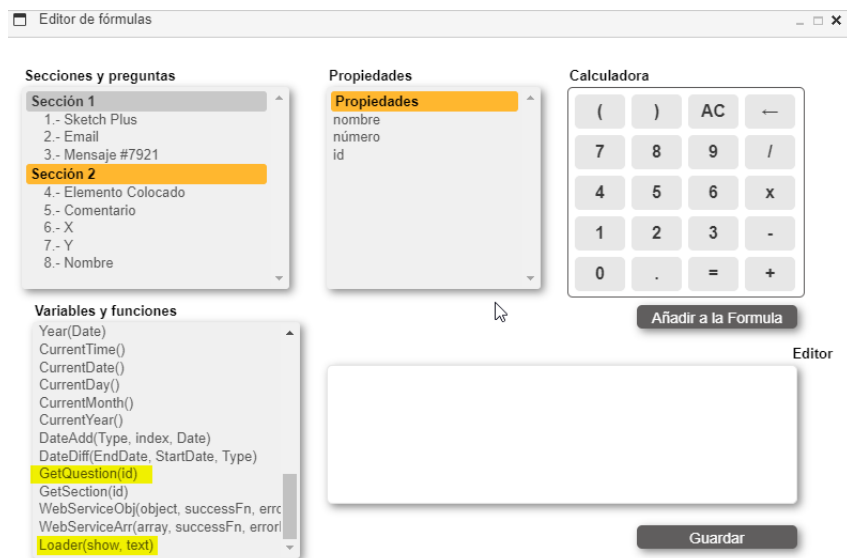 Editor de fórmulas
Secciones y preguntas
Sección 1
1.- Sketch Plus
2.- Email
3.- Mensaje #7921
Sección 2
4.- Elemento Colocado
5.- Comentario
6.- X
7.- Y
8.- Nombre
Propiedades
Propiedades
nombre
número
id
Calculadora
( ) AC ←
7 8 9 /
4 5 6 x
1 2 3 -
0 . = +
Añadir a la Formula
Variables y funciones
Year(Date)
CurrentTime()
CurrentDate()
CurrentDay()
CurrentMonth()
CurrentYear()
DateAdd(Type, index, Date)
DateDiff(EndDate, StartDate, Type)
GetQuestion(id)
GetSection(id)
WebServiceObj(object, successFn, errc
WebServiceArr(array, successFn, errorl
Loader(show, text)
Editor
Guardar